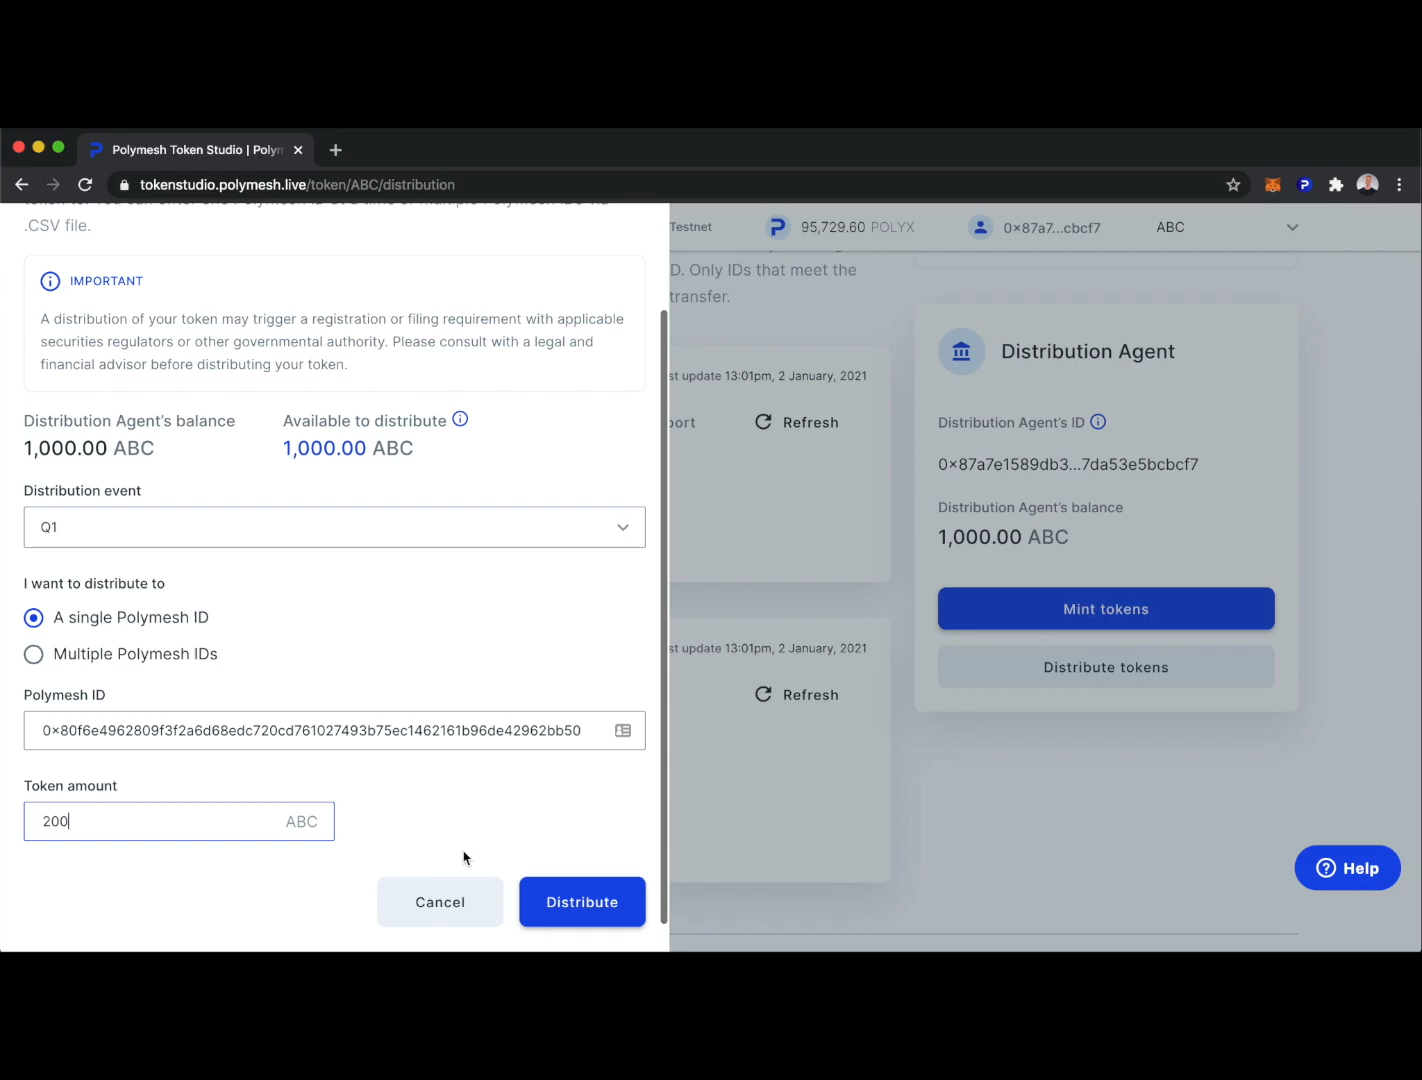 Polymesh Token Studio | Polyn
tokenstudio.polymesh.live/token/ABC/distribution
.CSV file.
IMPORTANT
A distribution of your token may trigger a registration or filing requirement with applicable
securities regulators or other governmental authority. Please consult with a legal and
financial advisor before distributing your token.
Distribution Agent's balance
1,000.00 ABC
Available to distribute
1,000.00 ABC
Distribution event
Q1
I want to distribute to
A single Polymesh ID
Multiple Polymesh IDs
Polymesh ID
0x80f6e4962809f3f2a6d68edc720cd761027493b75ec1462161b96de42962bb50
Token amount
200 ABC
Cancel
Distribute
Testnet
95,729.60 POLYX
0x87a7...cbcf7
ABC
D. Only IDs that meet the
transfer.
st update 13:01pm, 2 January, 2021
port
Refresh
st update 13:01pm, 2 January, 2021
Refresh
Distribution Agent
Distribution Agent's ID
0x87a7e1589db3...7da53e5bcbcf7
Distribution Agent's balance
1,000.00 ABC
Mint tokens
Distribute tokens
Help